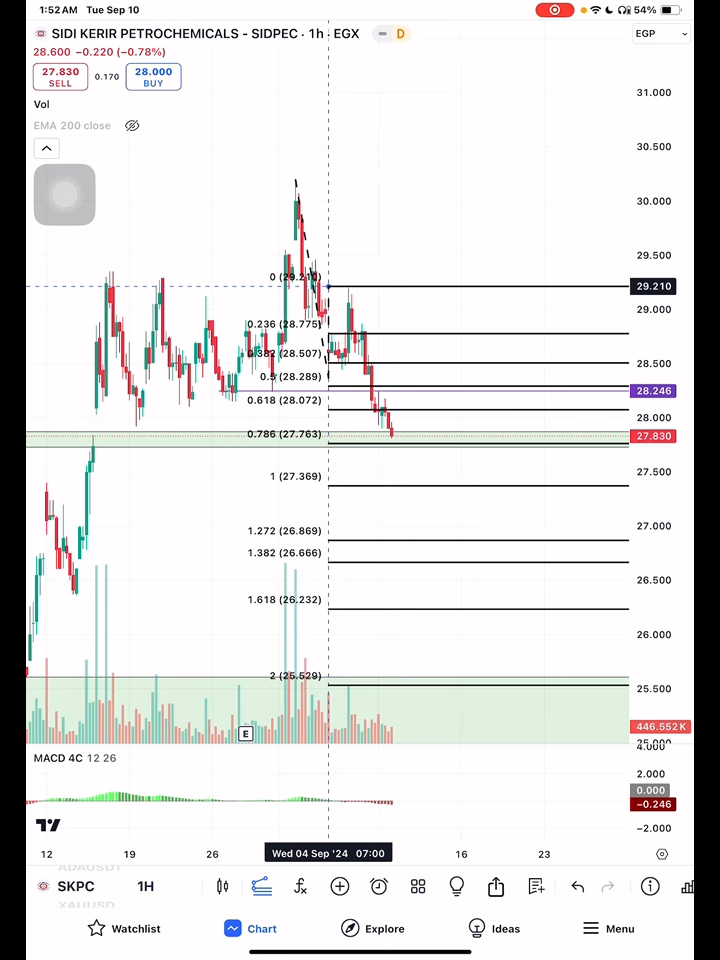 1:52 AM Tue Sep 10
54%
SIDI KERIR PETROCHEMICALS - SIDPEC · 1h · EGX
D
EGP
28.600 −0.220 (−0.78%)
27.830
SELL
0.170
28.000
BUY
Vol
EMA 200 close
31.000
30.500
30.000
29.500
29.210
29.000
28.500
28.246
28.000
27.830
27.500
27.000
26.500
26.000
25.500
446.552 K
25.000
4.000
2.000
0.000
−0.246
−2.000
0 (29.210)
0.236 (28.775)
0.382 (28.507)
0.5 (28.289)
0.618 (28.072)
0.786 (27.763)
1 (27.369)
1.272 (26.869)
1.382 (26.666)
1.618 (26.232)
2 (25.529)
E
MACD 4C 12 26
12
19
26
Wed 04 Sep '24 07:00
16
23
ADAUSDT
SKPC
1H
XAUUSD
Watchlist
Chart
Explore
Ideas
Menu